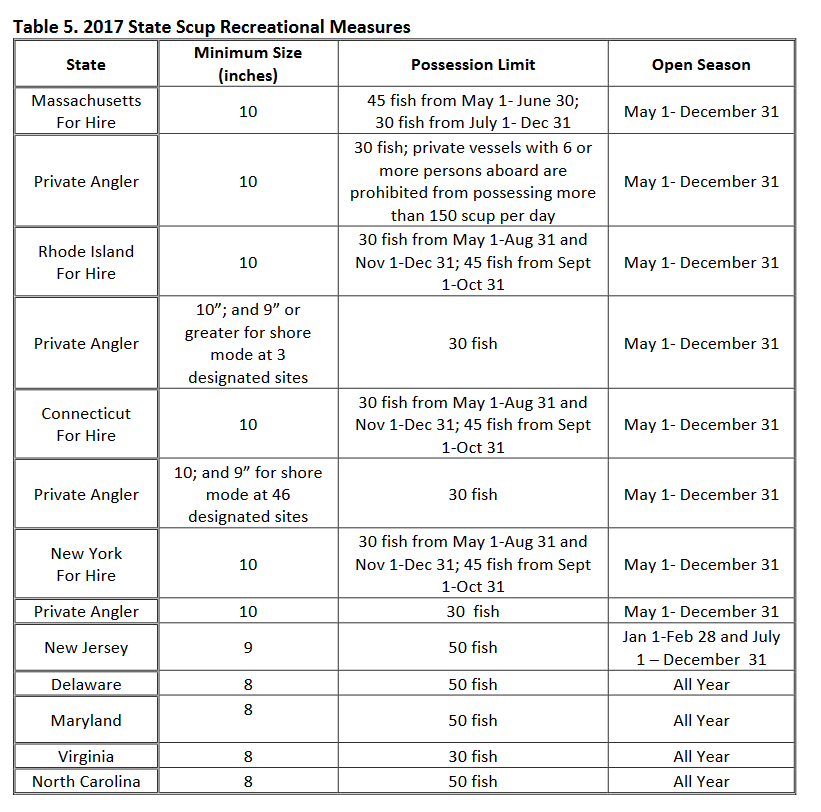 Table 5. 2017 State Scup Recreational Measures
State
Minimum Size
(inches)
Possession Limit
Open Season
Massachusetts
For Hire
10
45 fish from May 1- June 30;
30 fish from July 1- Dec 31
May 1- December 31
Private Angler
10
30 fish; private vessels with 6 or
more persons aboard are
prohibited from possessing more
than 150 scup per day
May 1- December 31
Rhode Island
For Hire
10
30 fish from May 1-Aug 31 and
Nov 1-Dec 31; 45 fish from Sept
1-Oct 31
May 1- December 31
Private Angler
10”; and 9” or
greater for shore
mode at 3
designated sites
30 fish
May 1- December 31
Connecticut
For Hire
10
30 fish from May 1-Aug 31 and
Nov 1-Dec 31; 45 fish from Sept
1-Oct 31
May 1- December 31
Private Angler
10; and 9” for shore
mode at 46
designated sites
30 fish
May 1- December 31
New York
For Hire
10
30 fish from May 1-Aug 31 and
Nov 1-Dec 31; 45 fish from Sept
1-Oct 31
May 1- December 31
Private Angler
10
30 fish
May 1- December 31
New Jersey
9
50 fish
Jan 1-Feb 28 and July
1 – December 31
Delaware
8
50 fish
All Year
Maryland
8
50 fish
All Year
Virginia
8
30 fish
All Year
North Carolina
8
50 fish
All Year